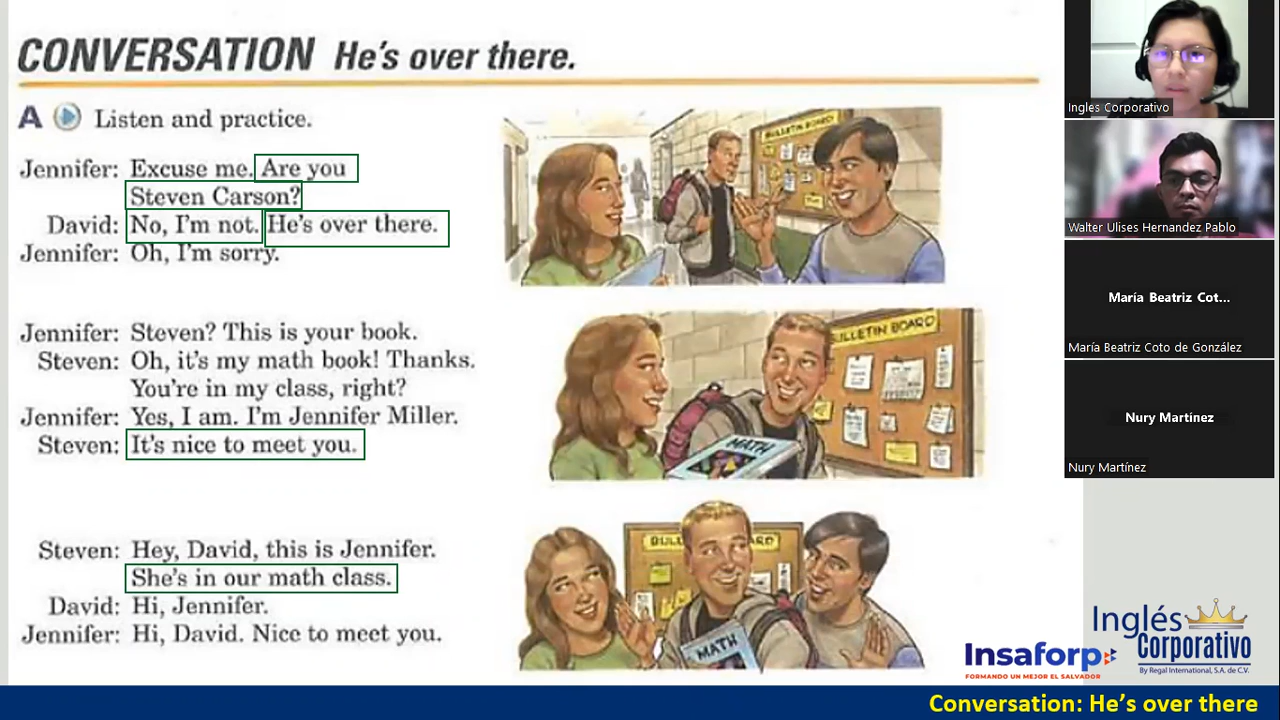 CONVERSATION He's over there.
A Listen and practice.
Jennifer: Excuse me. Are you
Steven Carson?
David: No, I'm not. He's over there.
Jennifer: Oh, I'm sorry.
BULLETIN BOARD
Jennifer: Steven? This is your book.
Steven: Oh, it's my math book! Thanks.
You're in my class, right?
Jennifer: Yes, I am. I'm Jennifer Miller.
Steven: It's nice to meet you.
BULLETIN BOARD
MATH
Steven: Hey, David, this is Jennifer.
She's in our math class.
David: Hi, Jennifer.
Jennifer: Hi, David. Nice to meet you.
MATH
Ingles Corporativo
Walter Ulises Hernandez Pablo
María Beatriz Cot...
María Beatriz Coto de González
Nury Martínez
Nury Martínez
Insaforp
FORMANDO UN MEJOR EL SALVADOR
Inglés
Corporativo
By Regal International, S.A. de C.V.
Conversation: He's over there